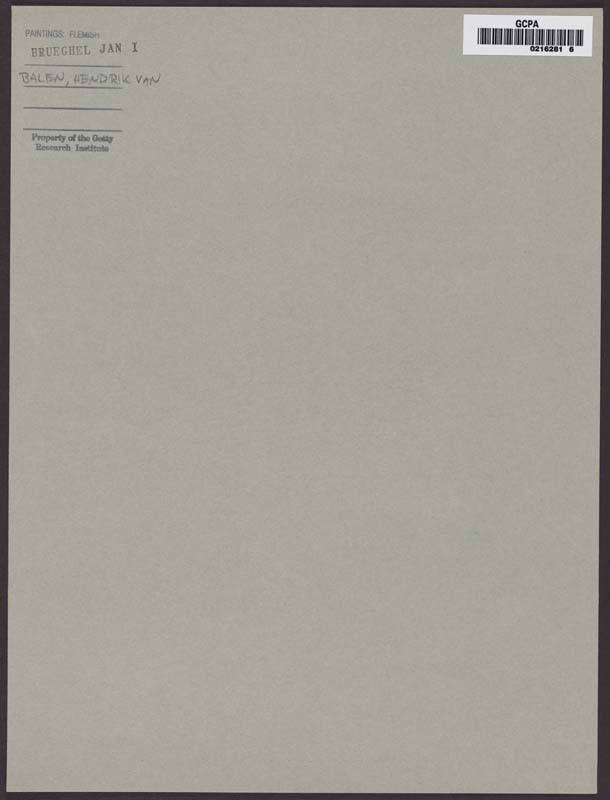 PAINTINGS: FLEMISH
BRUEGHEL JAN I
BALEN, HENDRIK VAN
Property of the Getty
Research Institute
GCPA
0216281 6